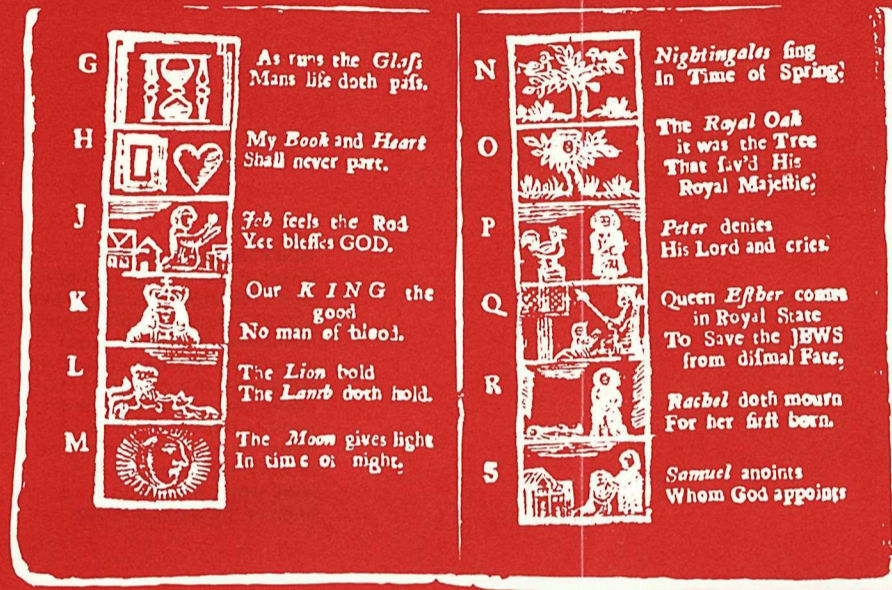 G
As runs the Glaſs
Mans life doth paſs.
H
My Book and Heart
Shall never part.
J
Job feels the Rod
Yet bleſſes GOD.
K
Our KING the
good
No man of blood.
L
The Lion bold
The Lamb doth hold.
M
The Moon gives light
In time of night.
N
Nightingales ſing
In Time of Spring.
O
The Royal Oak
it was the Tree
That ſav'd His
Royal Majeſtie.
P
Peter denies
His Lord and cries.
Q
Queen Eſther comes
in Royal State
To Save the JEWS
from diſmal Fate.
R
Rachel doth mourn
For her firſt born.
S
Samuel anoints
Whom God appoints